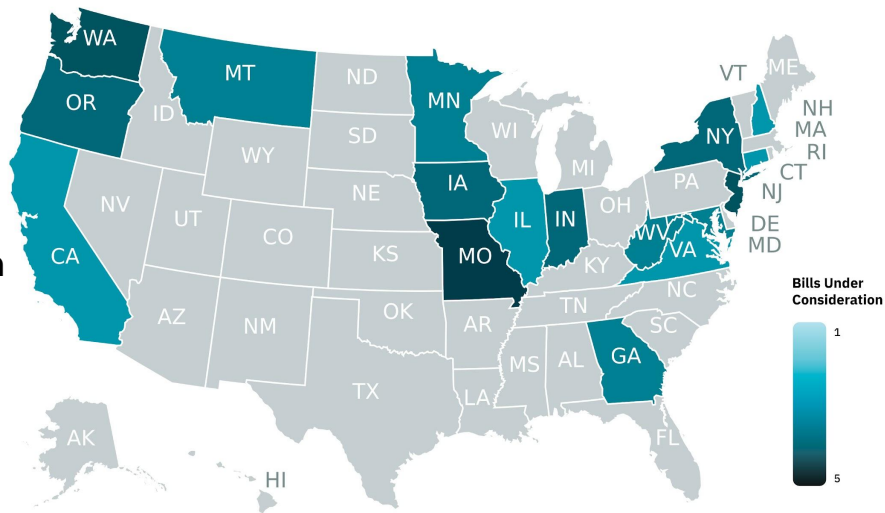 WA
MT
ND
MN
OR
ID
SD
WI
WY
MI
VT
ME
NH
MA
RI
CT
NJ
NY
IA
NE
PA
NV
UT
CO
IL
IN
OH
DE
MD
CA
KS
MO
WV
VA
KY
NC
AZ
NM
OK
AR
TN
SC
MS
AL
GA
TX
LA
FL
AK
HI
Bills Under
Consideration
1
5